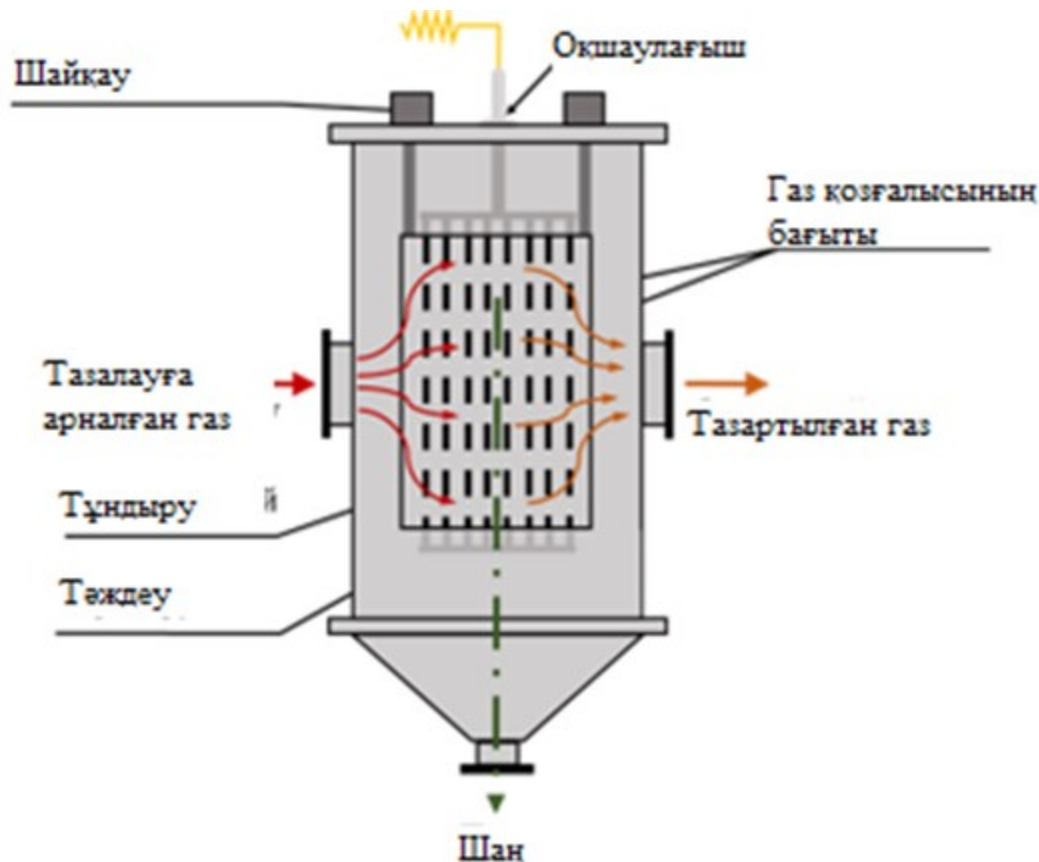 Оқшаулағыш
Шайқау
Газ қозғалысының
бағыты
Тазалауға
арналған газ
Тазартылған газ
Тұндыру
й
Тәждеу
Шаң